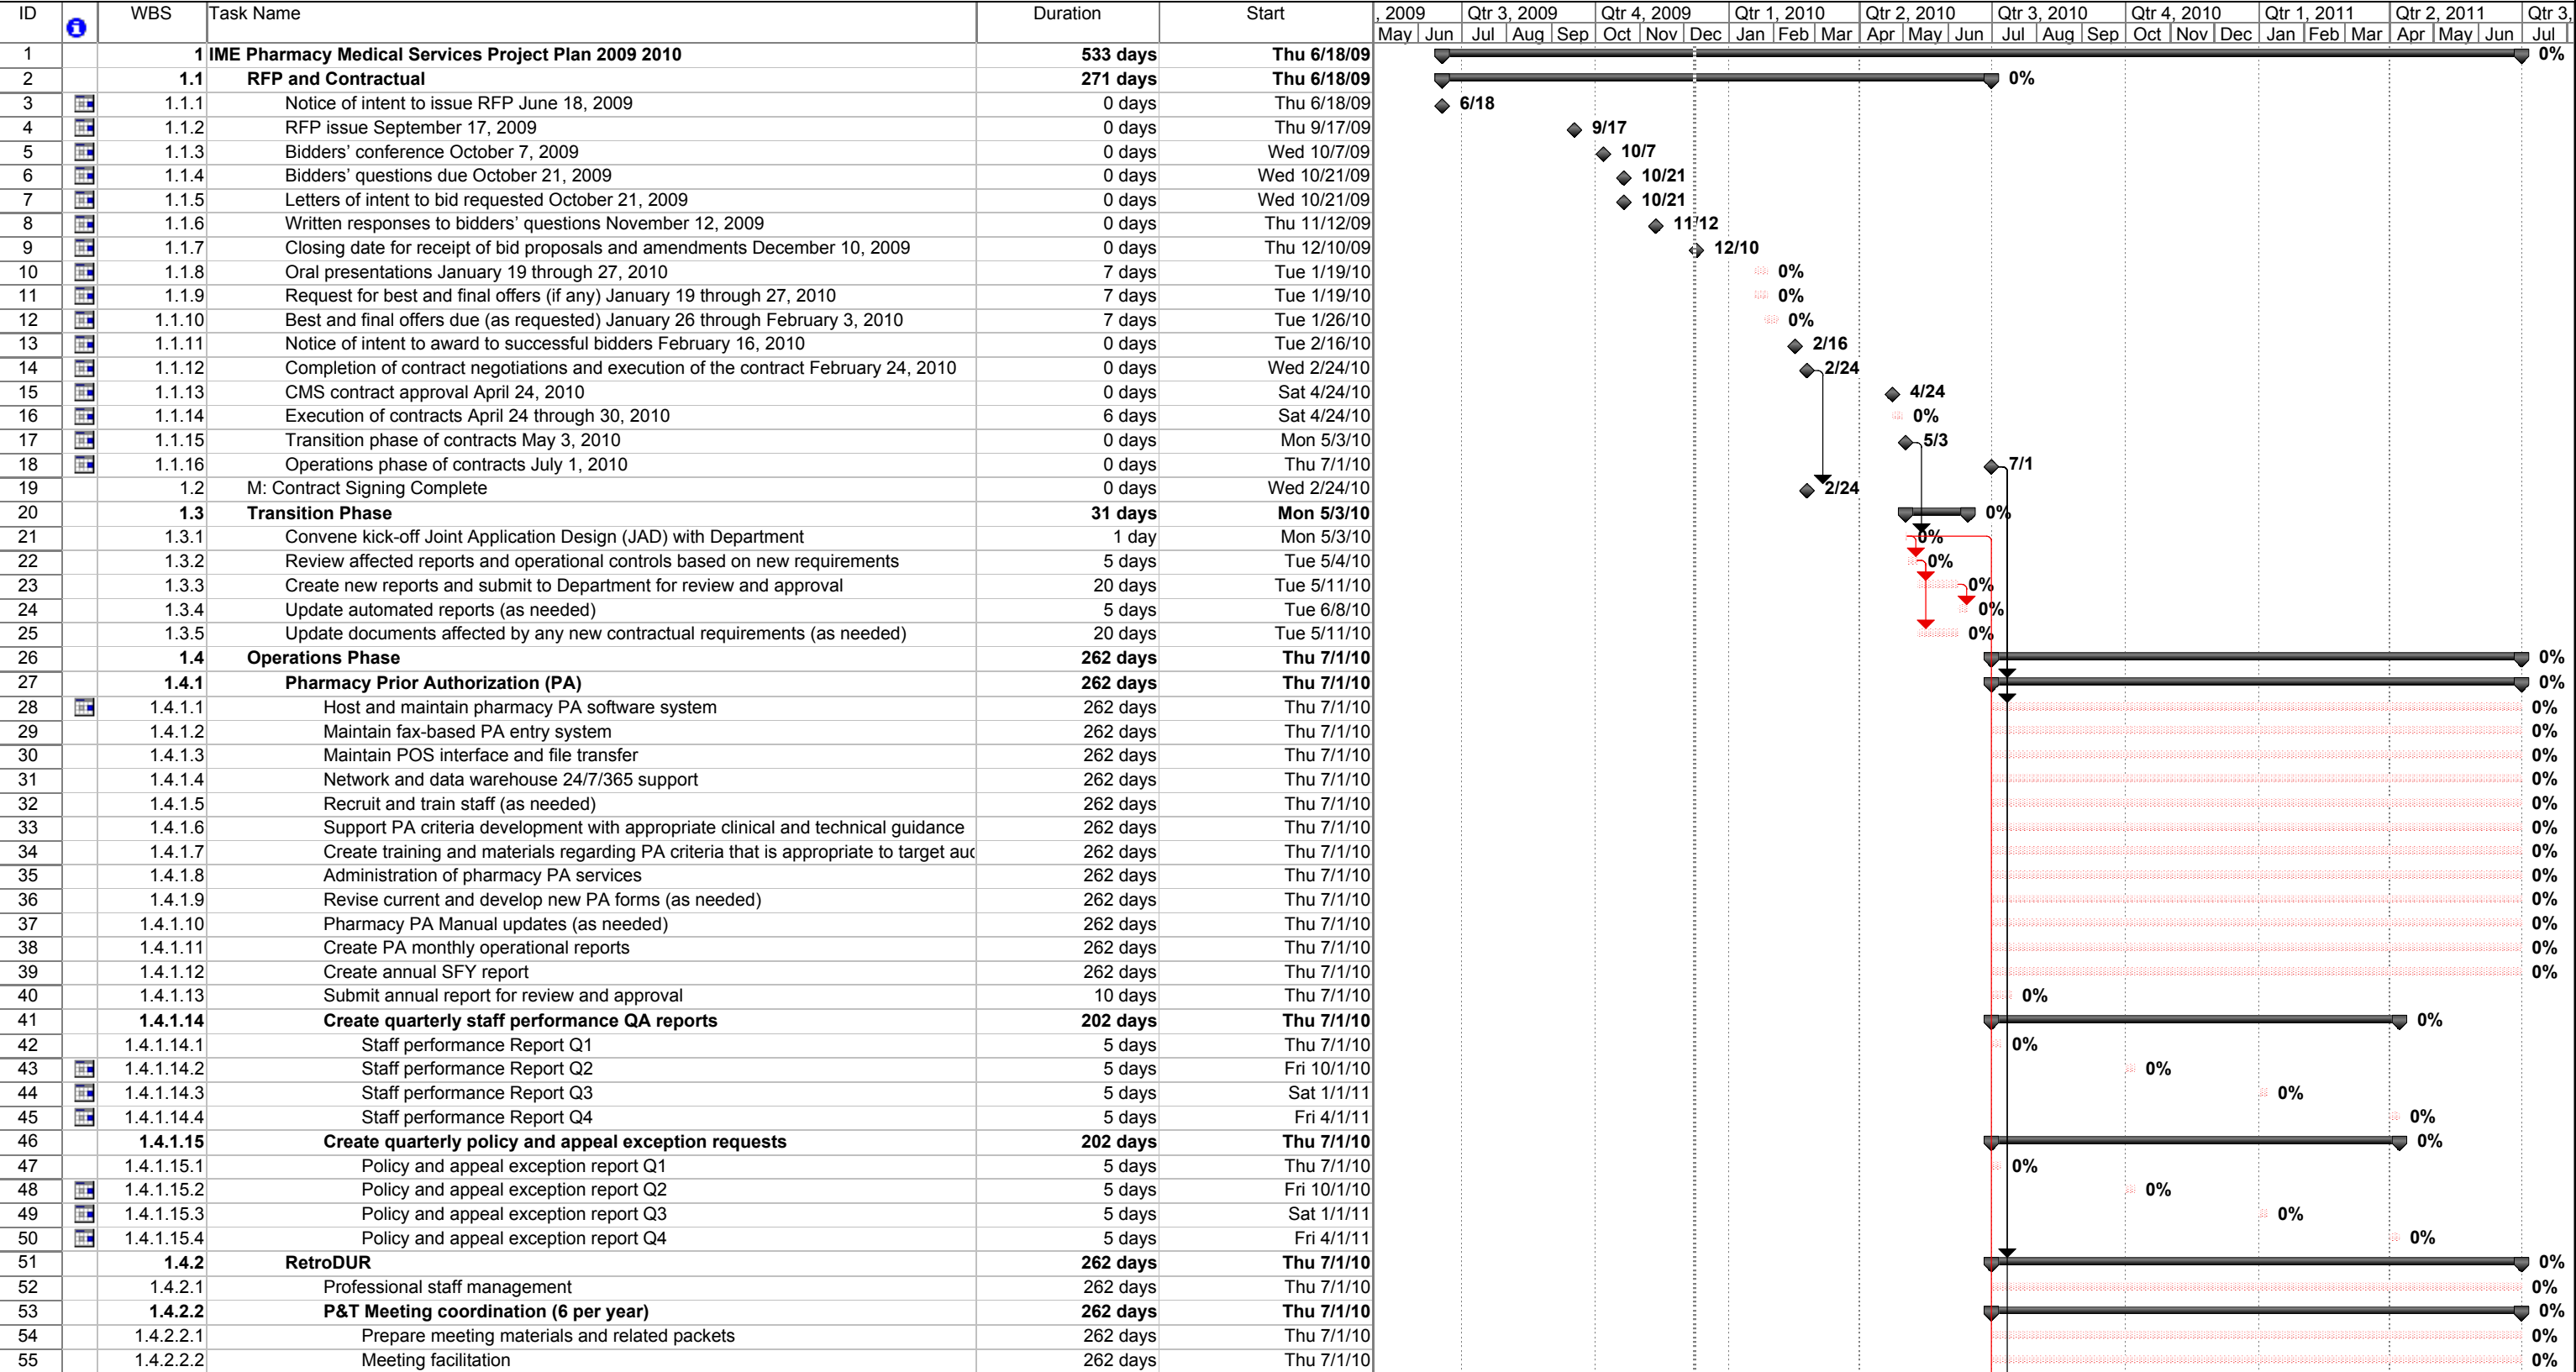 ID WBS Task Name Duration Start , 2009 Qtr 3, 2009 Qtr 4, 2009 Qtr 1, 2010 Qtr 2, 2010 Qtr 3, 2010 Qtr 4, 2010 Qtr 1, 2011 Qtr 2, 2011 Qtr 3,
May Jun Jul Aug Sep Oct Nov Dec Jan Feb Mar Apr May Jun Jul Aug Sep Oct Nov Dec Jan Feb Mar Apr May Jun Jul
1 1 IME Pharmacy Medical Services Project Plan 2009 2010 533 days Thu 6/18/09 0%
2 1.1 RFP and Contractual 271 days Thu 6/18/09 0%
3 1.1.1 Notice of intent to issue RFP June 18, 2009 0 days Thu 6/18/09 6/18
4 1.1.2 RFP issue September 17, 2009 0 days Thu 9/17/09 9/17
5 1.1.3 Bidders' conference October 7, 2009 0 days Wed 10/7/09 10/7
6 1.1.4 Bidders' questions due October 21, 2009 0 days Wed 10/21/09 10/21
7 1.1.5 Letters of intent to bid requested October 21, 2009 0 days Wed 10/21/09 10/21
8 1.1.6 Written responses to bidders' questions November 12, 2009 0 days Thu 11/12/09 11/12
9 1.1.7 Closing date for receipt of bid proposals and amendments December 10, 2009 0 days Thu 12/10/09 12/10
10 1.1.8 Oral presentations January 19 through 27, 2010 7 days Tue 1/19/10 0%
11 1.1.9 Request for best and final offers (if any) January 19 through 27, 2010 7 days Tue 1/19/10 0%
12 1.1.10 Best and final offers due (as requested) January 26 through February 3, 2010 7 days Tue 1/26/10 0%
13 1.1.11 Notice of intent to award to successful bidders February 16, 2010 0 days Tue 2/16/10 2/16
14 1.1.12 Completion of contract negotiations and execution of the contract February 24, 2010 0 days Wed 2/24/10 2/24
15 1.1.13 CMS contract approval April 24, 2010 0 days Sat 4/24/10 4/24
16 1.1.14 Execution of contracts April 24 through 30, 2010 6 days Sat 4/24/10 0%
17 1.1.15 Transition phase of contracts May 3, 2010 0 days Mon 5/3/10 5/3
18 1.1.16 Operations phase of contracts July 1, 2010 0 days Thu 7/1/10 7/1
19 1.2 M: Contract Signing Complete 0 days Wed 2/24/10 2/24
20 1.3 Transition Phase 31 days Mon 5/3/10 0%
21 1.3.1 Convene kick-off Joint Application Design (JAD) with Department 1 day Mon 5/3/10 0%
22 1.3.2 Review affected reports and operational controls based on new requirements 5 days Tue 5/4/10 0%
23 1.3.3 Create new reports and submit to Department for review and approval 20 days Tue 5/11/10 0%
24 1.3.4 Update automated reports (as needed) 5 days Tue 6/8/10 0%
25 1.3.5 Update documents affected by any new contractual requirements (as needed) 20 days Tue 5/11/10 0%
26 1.4 Operations Phase 262 days Thu 7/1/10 0%
27 1.4.1 Pharmacy Prior Authorization (PA) 262 days Thu 7/1/10 0%
28 1.4.1.1 Host and maintain pharmacy PA software system 262 days Thu 7/1/10 0%
29 1.4.1.2 Maintain fax-based PA entry system 262 days Thu 7/1/10 0%
30 1.4.1.3 Maintain POS interface and file transfer 262 days Thu 7/1/10 0%
31 1.4.1.4 Network and data warehouse 24/7/365 support 262 days Thu 7/1/10 0%
32 1.4.1.5 Recruit and train staff (as needed) 262 days Thu 7/1/10 0%
33 1.4.1.6 Support PA criteria development with appropriate clinical and technical guidance 262 days Thu 7/1/10 0%
34 1.4.1.7 Create training and materials regarding PA criteria that is appropriate to target auc 262 days Thu 7/1/10 0%
35 1.4.1.8 Administration of pharmacy PA services 262 days Thu 7/1/10 0%
36 1.4.1.9 Revise current and develop new PA forms (as needed) 262 days Thu 7/1/10 0%
37 1.4.1.10 Pharmacy PA Manual updates (as needed) 262 days Thu 7/1/10 0%
38 1.4.1.11 Create PA monthly operational reports 262 days Thu 7/1/10 0%
39 1.4.1.12 Create annual SFY report 262 days Thu 7/1/10 0%
40 1.4.1.13 Submit annual report for review and approval 10 days Thu 7/1/10 0%
41 1.4.1.14 Create quarterly staff performance QA reports 202 days Thu 7/1/10 0%
42 1.4.1.14.1 Staff performance Report Q1 5 days Thu 7/1/10 0%
43 1.4.1.14.2 Staff performance Report Q2 5 days Fri 10/1/10 0%
44 1.4.1.14.3 Staff performance Report Q3 5 days Sat 1/1/11 0%
45 1.4.1.14.4 Staff performance Report Q4 5 days Fri 4/1/11 0%
46 1.4.1.15 Create quarterly policy and appeal exception requests 202 days Thu 7/1/10 0%
47 1.4.1.15.1 Policy and appeal exception report Q1 5 days Thu 7/1/10 0%
48 1.4.1.15.2 Policy and appeal exception report Q2 5 days Fri 10/1/10 0%
49 1.4.1.15.3 Policy and appeal exception report Q3 5 days Sat 1/1/11 0%
50 1.4.1.15.4 Policy and appeal exception report Q4 5 days Fri 4/1/11 0%
51 1.4.2 RetroDUR 262 days Thu 7/1/10 0%
52 1.4.2.1 Professional staff management 262 days Thu 7/1/10 0%
53 1.4.2.2 P&T Meeting coordination (6 per year) 262 days Thu 7/1/10 0%
54 1.4.2.2.1 Prepare meeting materials and related packets 262 days Thu 7/1/10 0%
55 1.4.2.2.2 Meeting facilitation 262 days Thu 7/1/10 0%